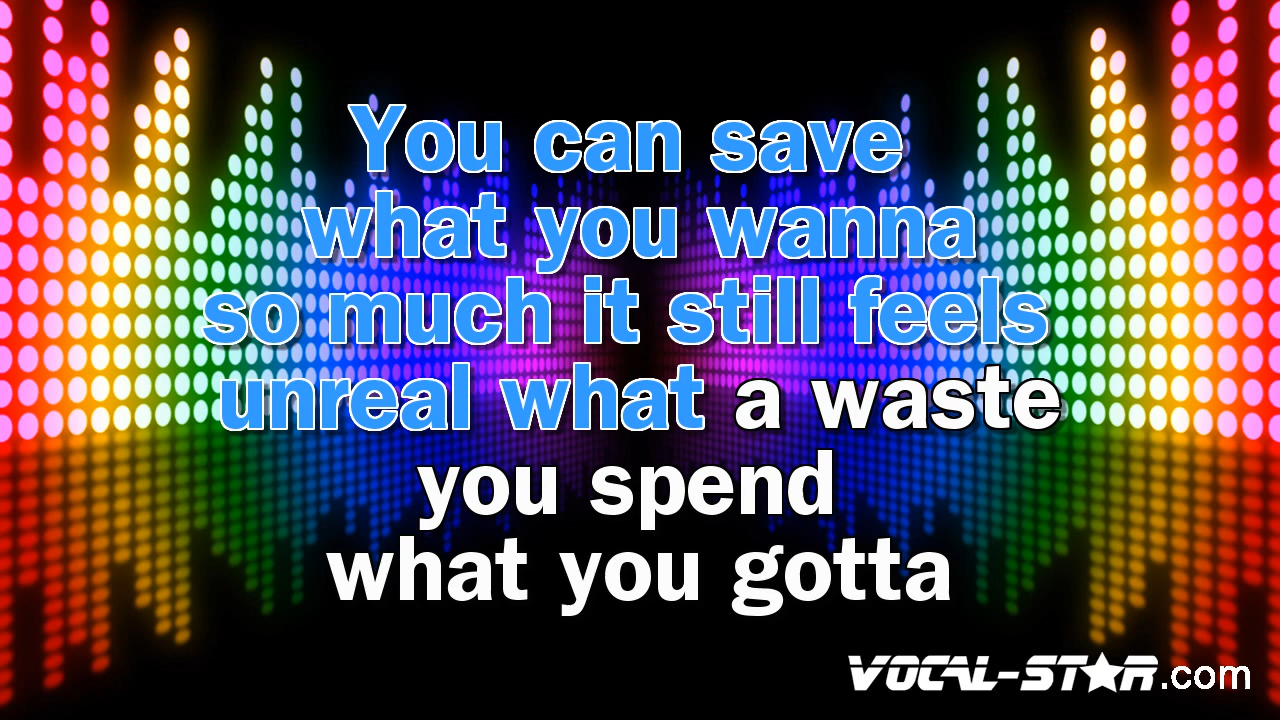 You can save
what you wanna
so much it still feels
unreal what a waste
you spend
what you gotta
VOCAL-STAR.com